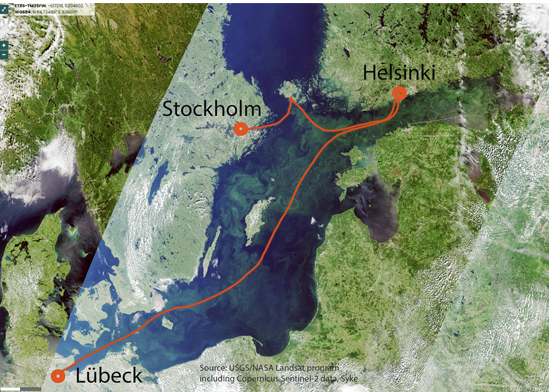 Helsinki
Stockholm
Lübeck
Source: USGS/NASA Landsat program
including Copernicus Sentinel-2 data, Syke